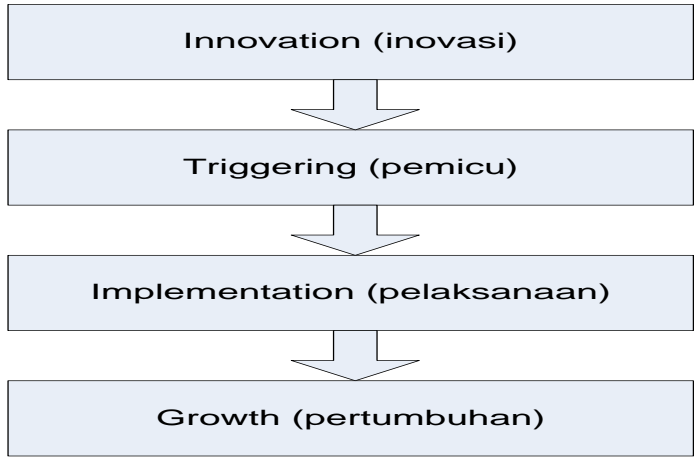 Innovation (inovasi)
Triggering (pemicu)
Implementation (pelaksanaan)
Growth (pertumbuhan)